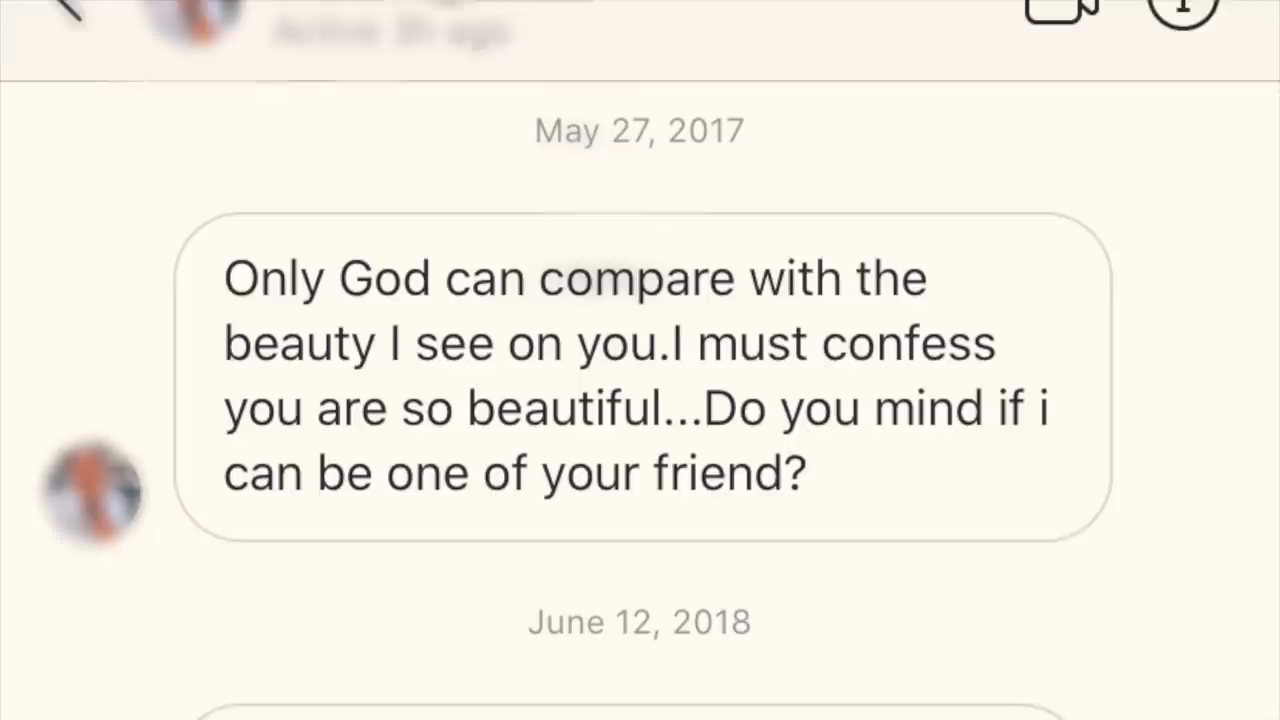 May 27, 2017
Only God can compare with the
beauty I see on you.I must confess
you are so beautiful...Do you mind if i
can be one of your friend?
June 12, 2018